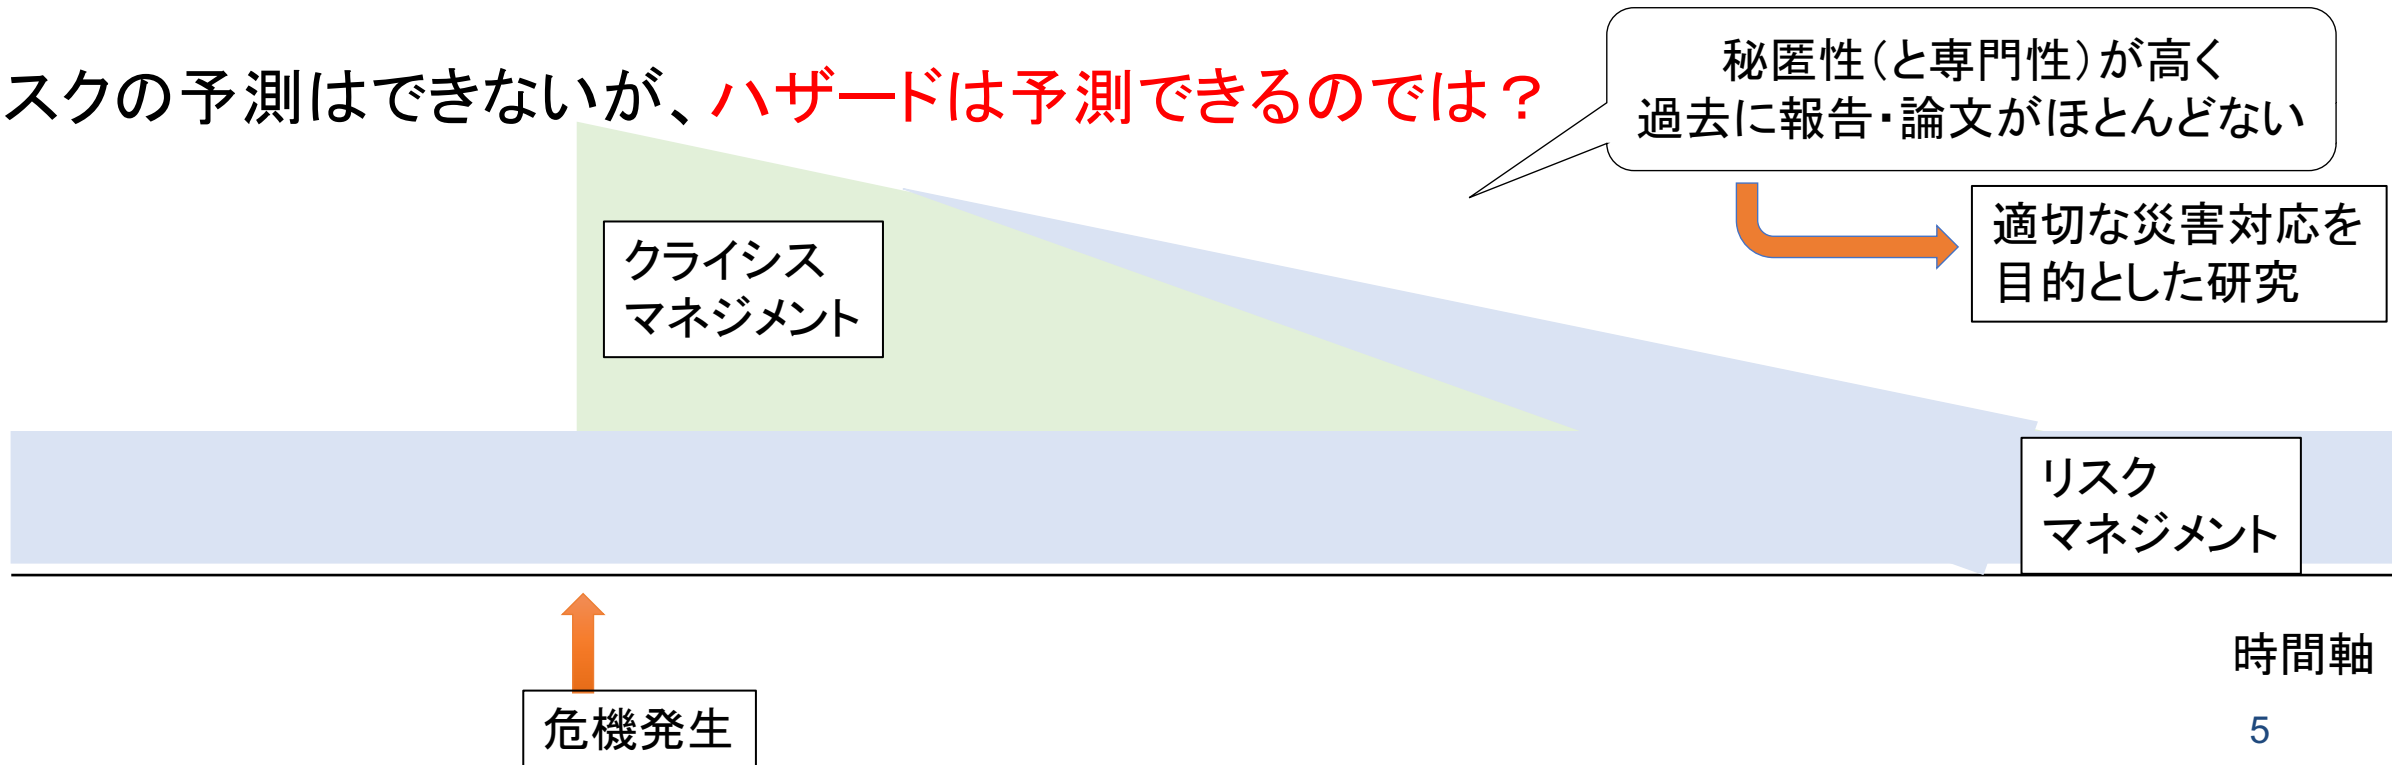 スクの予測はできないが、ハザードは予測できるのでは？
秘匿性（と専門性）が高く
過去に報告・論文がほとんどない
適切な災害対応を
目的とした研究
クライシス
マネジメント
リスク
マネジメント
時間軸
危機発生
5